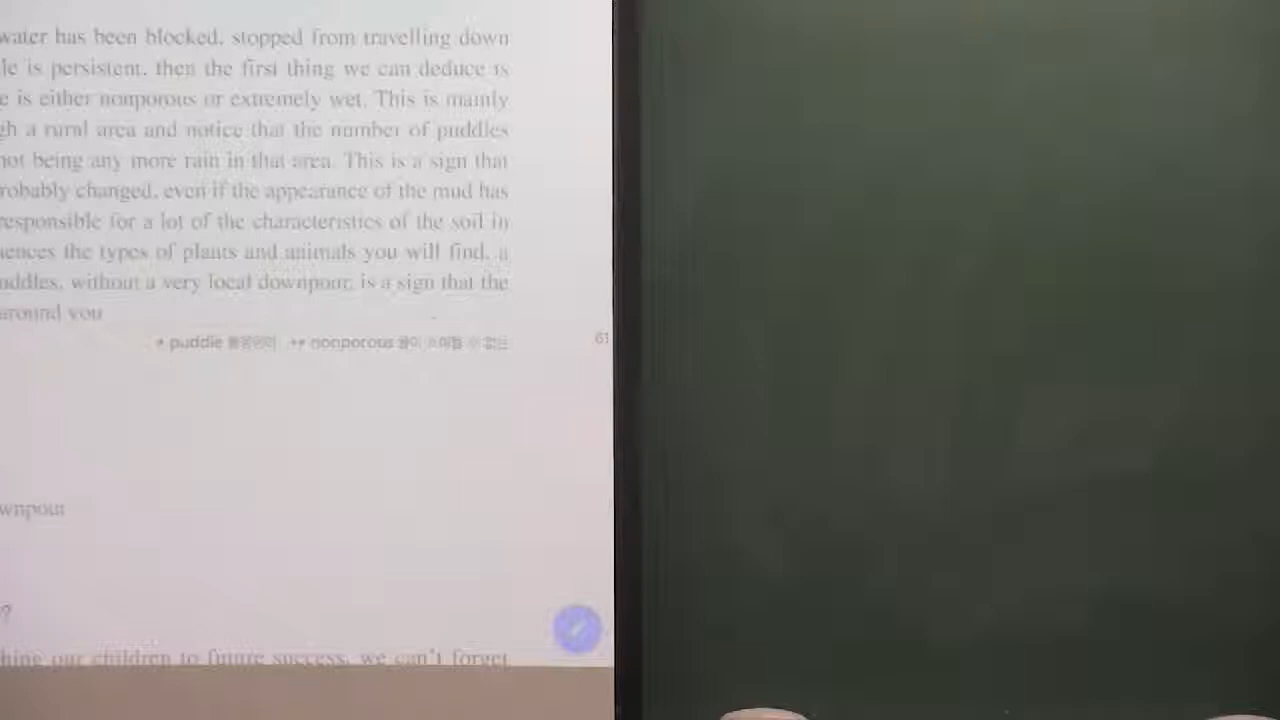 water has been blocked, stopped from travelling down
le is persistent, then the first thing we can deduce is
e is either nonporous or extremely wet. This is mainly
gh a rural area and notice that the number of puddles
not being any more rain in that area. This is a sign that
robably changed, even if the appearance of the mud has
responsible for a lot of the characteristics of the soil in
uences the types of plants and animals you will find, a
uddles, without a very local downpour, is a sign that the
around you
* puddle ** nonporous
61
wnpour
?
hing our children to future success, we can't forget